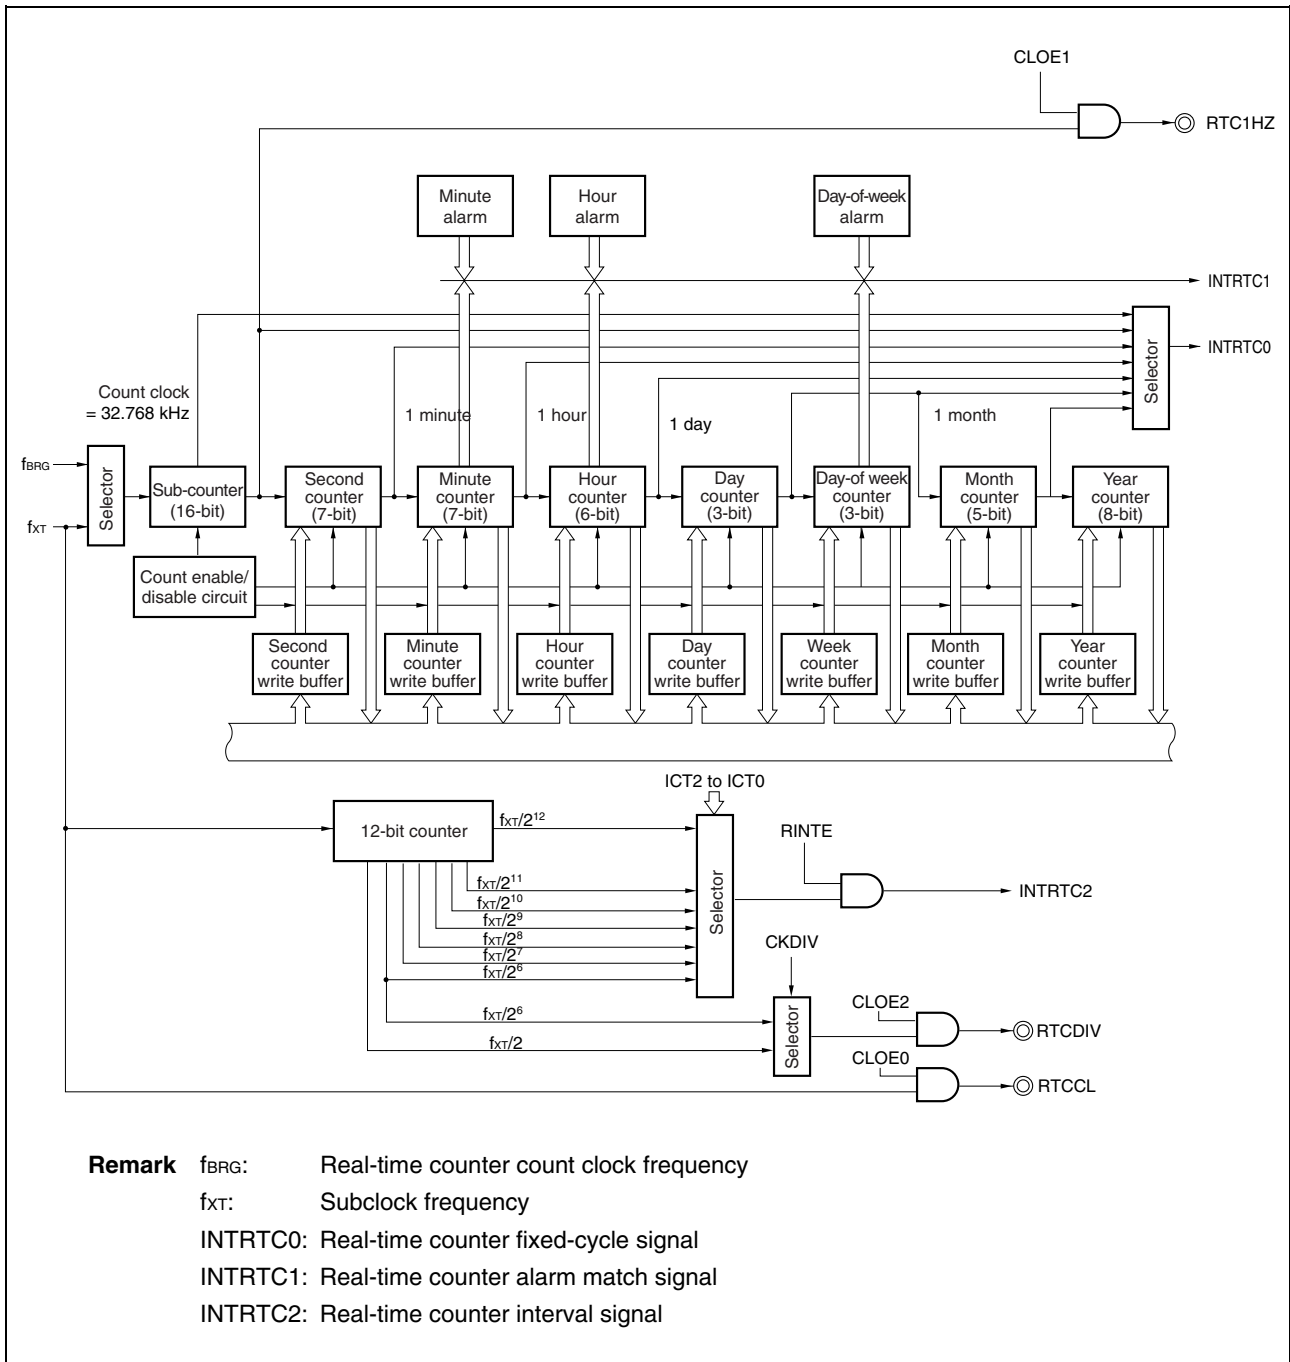 CLOE1
RTC1HZ
Minute
alarm
Hour
alarm
Day-of-week
alarm
INTRTC1
INTRTC0
Selector
Count clock
= 32.768 kHz
1 minute
1 hour
1 day
1 month
fBRG
fXT
Selector
Sub-counter
(16-bit)
Second
counter
(7-bit)
Minute
counter
(7-bit)
Hour
counter
(6-bit)
Day
counter
(3-bit)
Day-of week
counter
(3-bit)
Month
counter
(5-bit)
Year
counter
(8-bit)
Count enable/
disable circuit
Second
counter
write buffer
Minute
counter
write buffer
Hour
counter
write buffer
Day
counter
write buffer
Week
counter
write buffer
Month
counter
write buffer
Year
counter
write buffer
ICT2 to ICT0
12-bit counter
fXT/2¹²
fXT/2¹¹
fXT/2¹⁰
fXT/2⁹
fXT/2⁸
fXT/2⁷
fXT/2⁶
Selector
RINTE
INTRTC2
CKDIV
fXT/2⁶
fXT/2
Selector
CLOE2
RTCDIV
CLOE0
RTCCL
Remark fBRG: Real-time counter count clock frequency
fXT: Subclock frequency
INTRTC0: Real-time counter fixed-cycle signal
INTRTC1: Real-time counter alarm match signal
INTRTC2: Real-time counter interval signal